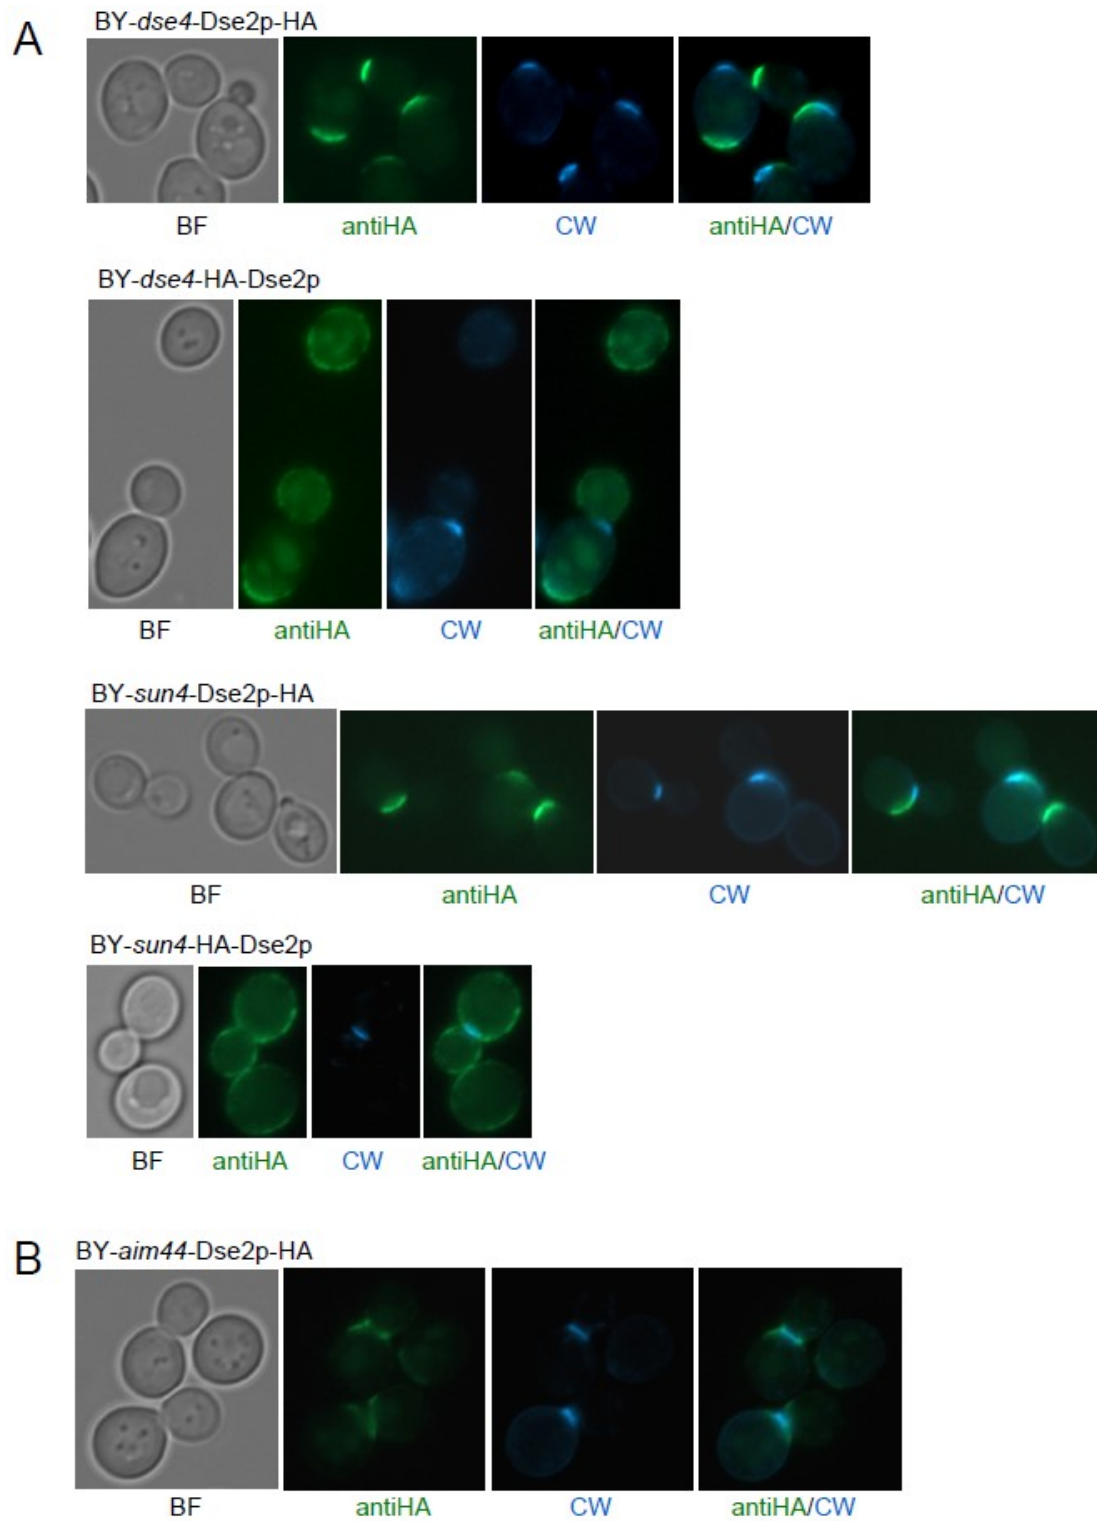 A
BY-dse4-Dse2p-HA
BF antiHA CW antiHA/CW
BY-dse4-HA-Dse2p
BF antiHA CW antiHA/CW
BY-sun4-Dse2p-HA
BF antiHA CW antiHA/CW
BY-sun4-HA-Dse2p
BF antiHA CW antiHA/CW
B
BY-aim44-Dse2p-HA
BF antiHA CW antiHA/CW